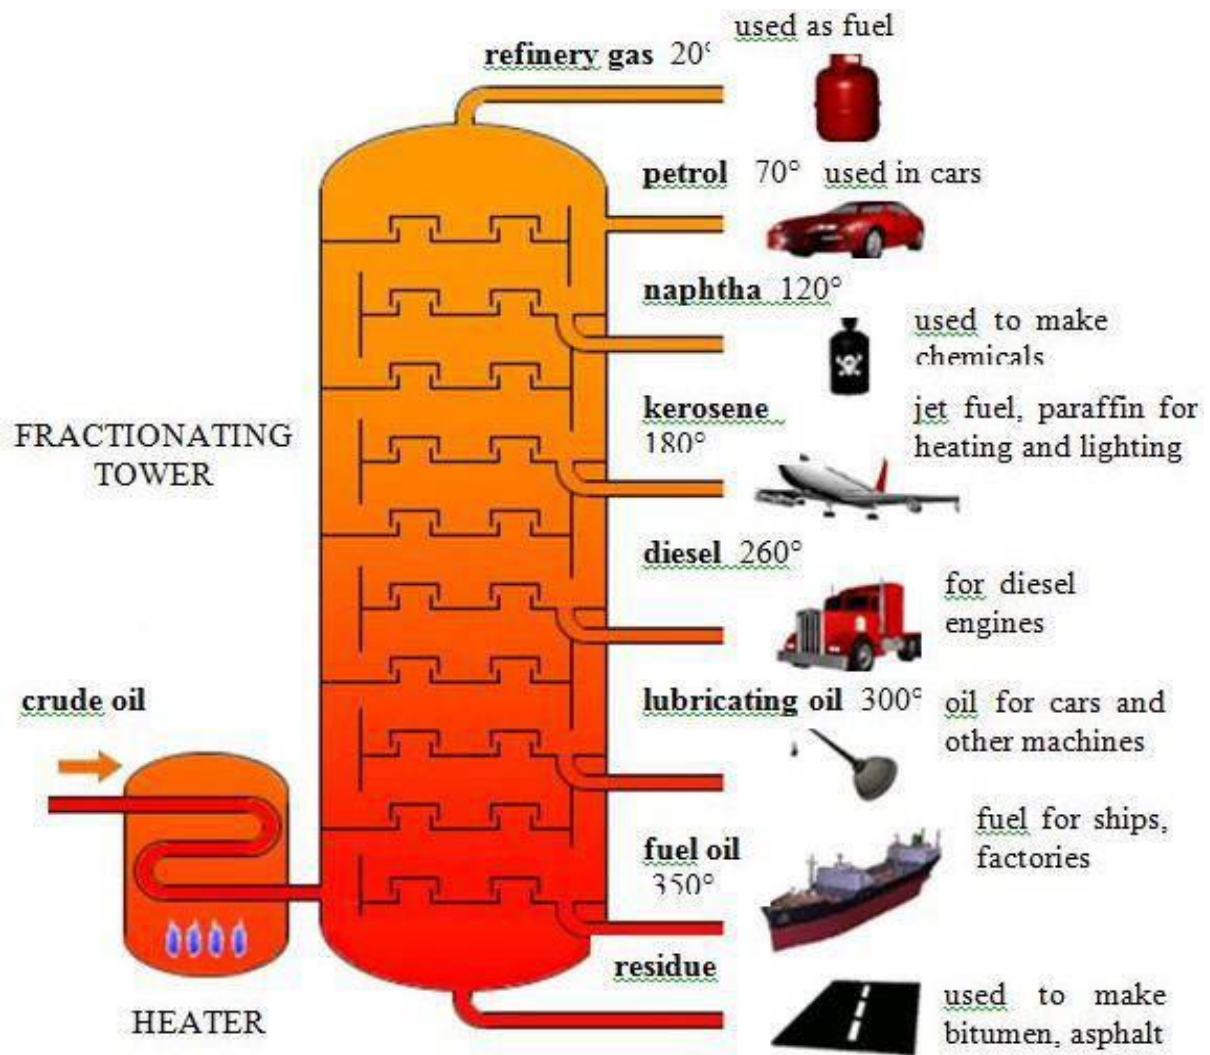 used as fuel
refinery gas 20°
petrol 70° used in cars
naphtha 120°
used to make
chemicals
kerosene
180°
jet fuel, paraffin for
heating and lighting
FRACTIONATING
TOWER
diesel 260°
for diesel
engines
crude oil
lubricating oil 300°
oil for cars and
other machines
fuel oil
350°
fuel for ships,
factories
residue
used to make
bitumen, asphalt
HEATER